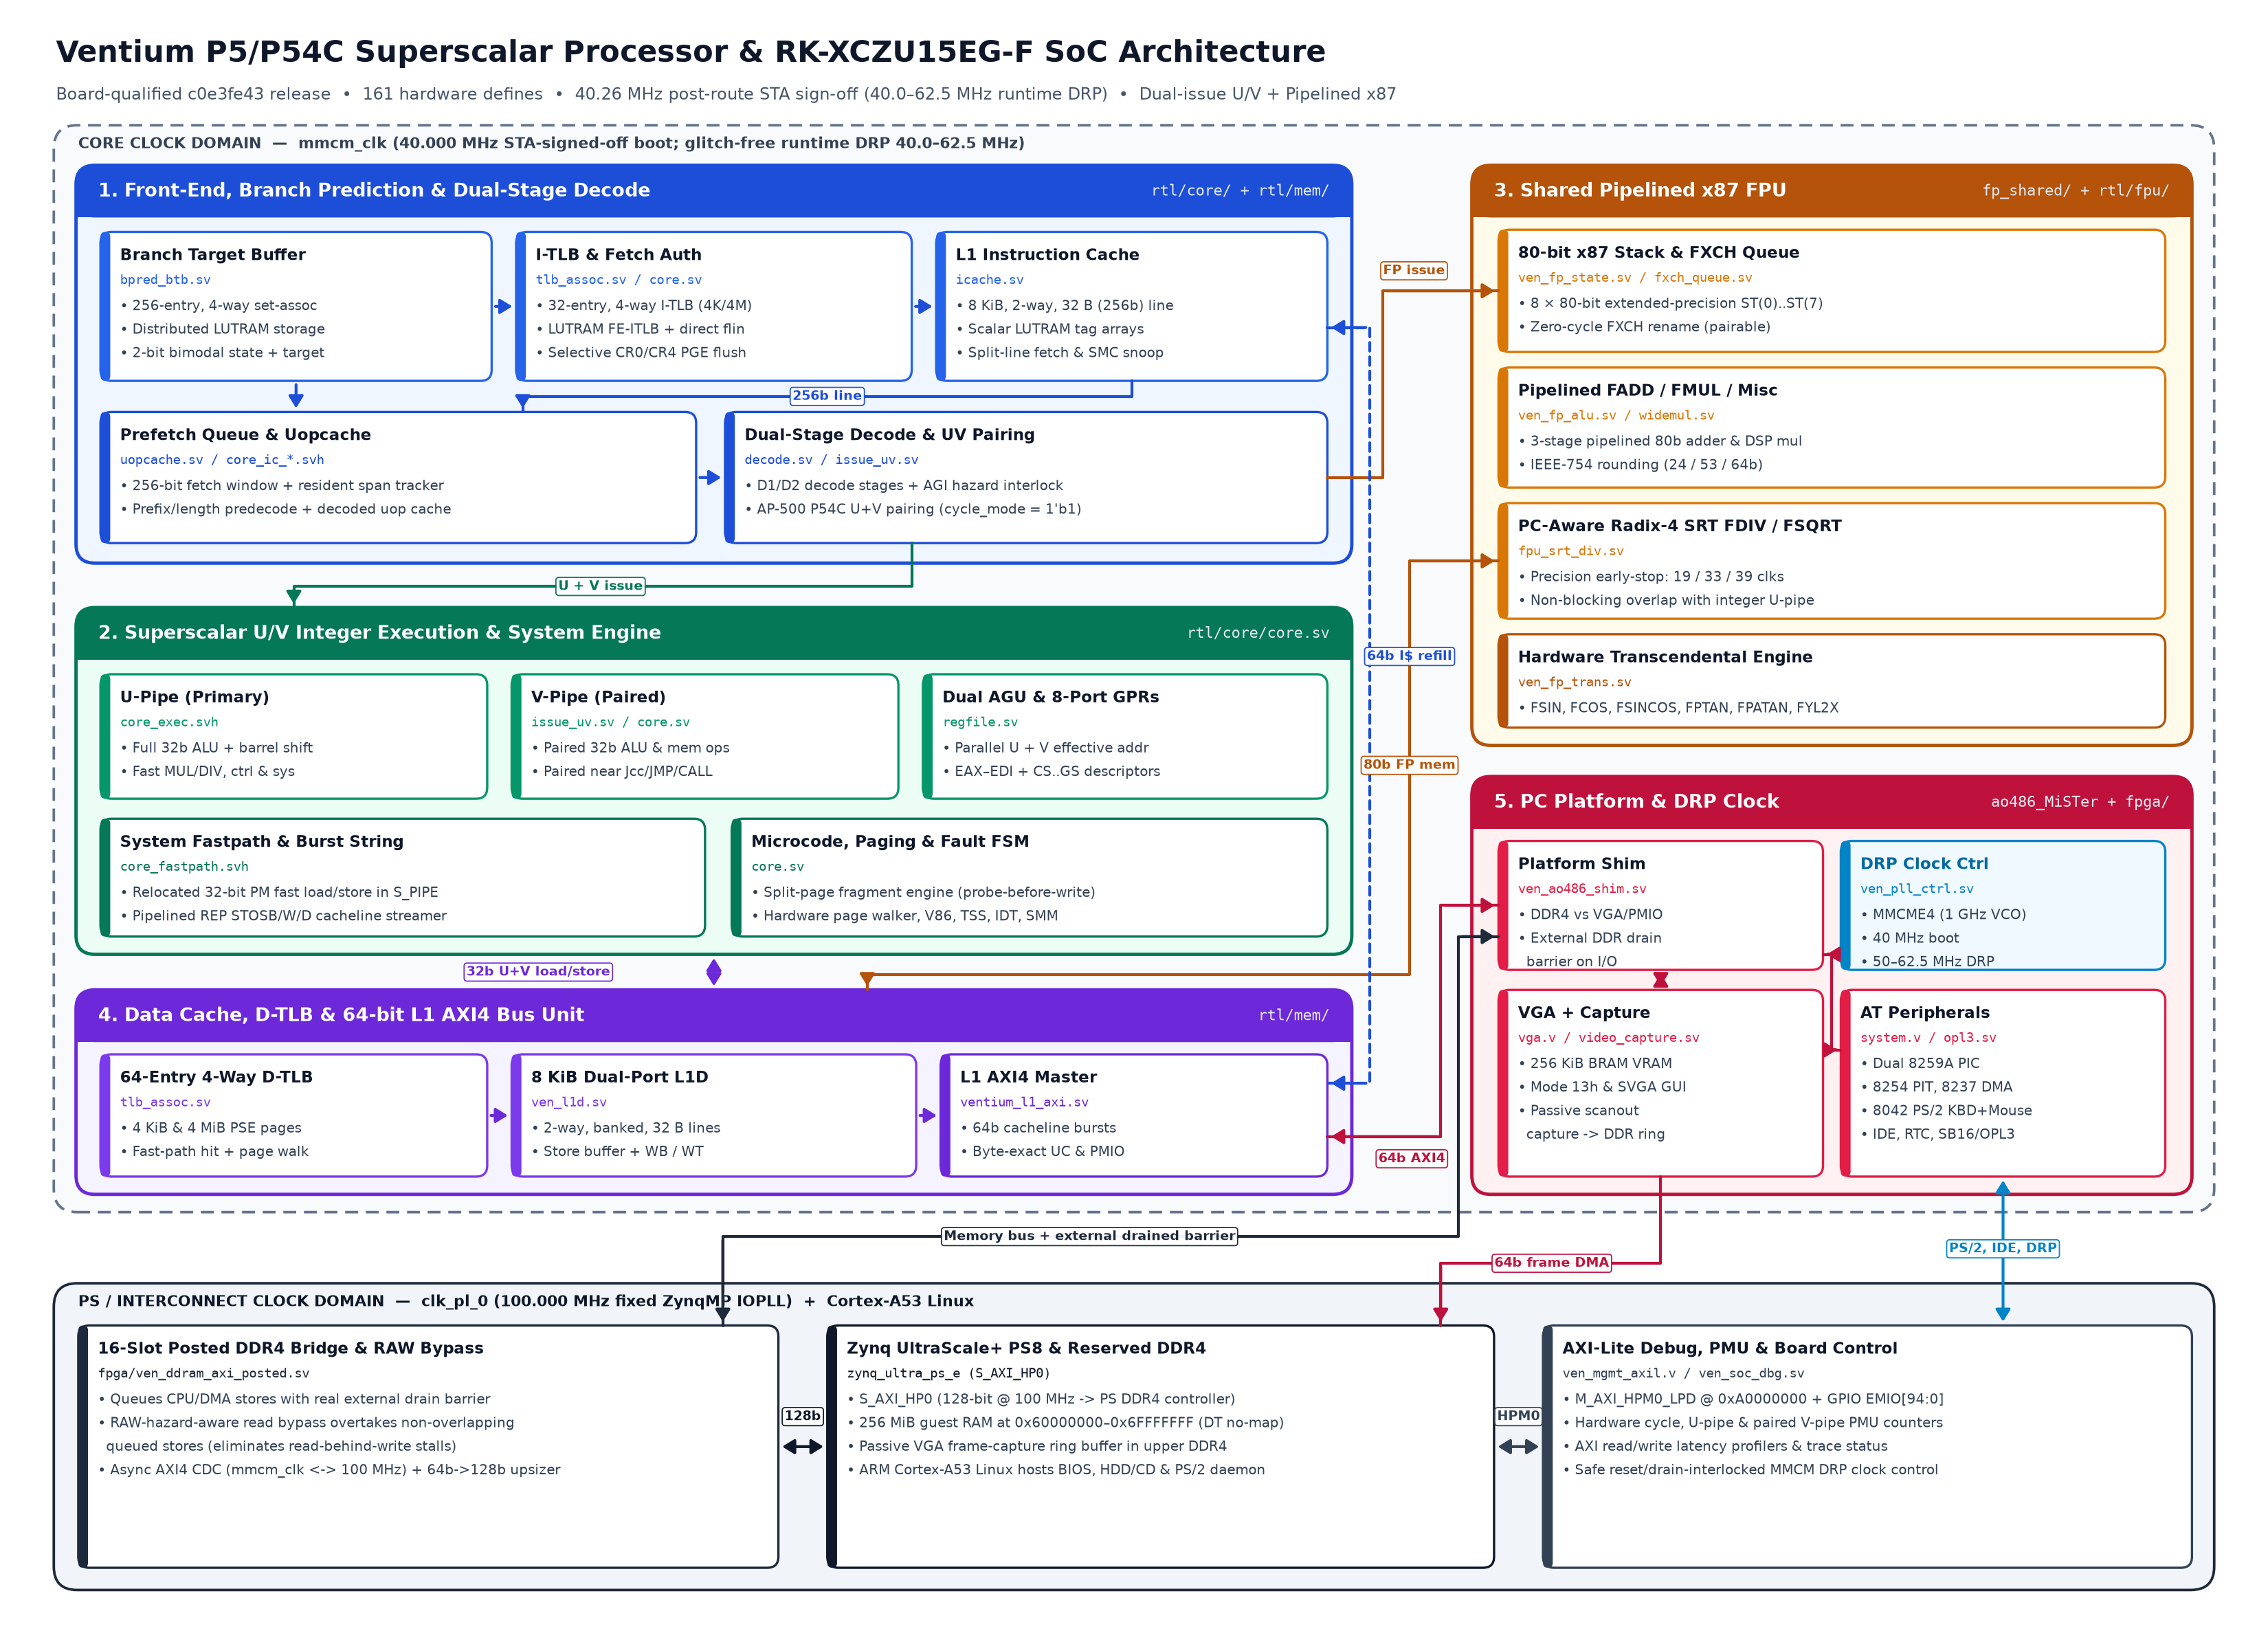 Ventium P5/P54C Superscalar Processor & RK-XCZU15EG-F SoC Architecture
Board-qualified c0e3fe43 release • 161 hardware defines • 40.26 MHz post-route STA sign-off (40.0–62.5 MHz runtime DRP) • Dual-issue U/V + Pipelined x87
CORE CLOCK DOMAIN — mmcm_clk (40.000 MHz STA-signed-off boot; glitch-free runtime DRP 40.0–62.5 MHz)
1. Front-End, Branch Prediction & Dual-Stage Decode
rtl/core/ + rtl/mem/
Branch Target Buffer
bpred_btb.sv
• 256-entry, 4-way set-assoc
• Distributed LUTRAM storage
• 2-bit bimodal state + target
I-TLB & Fetch Auth
tlb_assoc.sv / core.sv
• 32-entry, 4-way I-TLB (4K/4M)
• LUTRAM FE-ITLB + direct flin
• Selective CR0/CR4 PGE flush
L1 Instruction Cache
icache.sv
• 8 KiB, 2-way, 32 B (256b) line
• Scalar LUTRAM tag arrays
• Split-line fetch & SMC snoop
256b line
Prefetch Queue & Uopcache
uopcache.sv / core_ic_*.svh
• 256-bit fetch window + resident span tracker
• Prefix/length predecode + decoded uop cache
Dual-Stage Decode & UV Pairing
decode.sv / issue_uv.sv
• D1/D2 decode stages + AGI hazard interlock
• AP-500 P54C U+V pairing (cycle_mode = 1'b1)
U + V issue
FP issue
64b I$ refill
80b FP mem
2. Superscalar U/V Integer Execution & System Engine
rtl/core/core.sv
U-Pipe (Primary)
core_exec.svh
• Full 32b ALU + barrel shift
• Fast MUL/DIV, ctrl & sys
V-Pipe (Paired)
issue_uv.sv / core.sv
• Paired 32b ALU & mem ops
• Paired near Jcc/JMP/CALL
Dual AGU & 8-Port GPRs
regfile.sv
• Parallel U + V effective addr
• EAX–EDI + CS..GS descriptors
System Fastpath & Burst String
core_fastpath.svh
• Relocated 32-bit PM fast load/store in S_PIPE
• Pipelined REP STOSB/W/D cacheline streamer
Microcode, Paging & Fault FSM
core.sv
• Split-page fragment engine (probe-before-write)
• Hardware page walker, V86, TSS, IDT, SMM
32b U+V load/store
3. Shared Pipelined x87 FPU
fp_shared/ + rtl/fpu/
80-bit x87 Stack & FXCH Queue
ven_fp_state.sv / fxch_queue.sv
• 8 × 80-bit extended-precision ST(0)..ST(7)
• Zero-cycle FXCH rename (pairable)
Pipelined FADD / FMUL / Misc
ven_fp_alu.sv / widemul.sv
• 3-stage pipelined 80b adder & DSP mul
• IEEE-754 rounding (24 / 53 / 64b)
PC-Aware Radix-4 SRT FDIV / FSQRT
fpu_srt_div.sv
• Precision early-stop: 19 / 33 / 39 clks
• Non-blocking overlap with integer U-pipe
Hardware Transcendental Engine
ven_fp_trans.sv
• FSIN, FCOS, FSINCOS, FPTAN, FPATAN, FYL2X
4. Data Cache, D-TLB & 64-bit L1 AXI4 Bus Unit
rtl/mem/
64-Entry 4-Way D-TLB
tlb_assoc.sv
• 4 KiB & 4 MiB PSE pages
• Fast-path hit + page walk
8 KiB Dual-Port L1D
ven_l1d.sv
• 2-way, banked, 32 B lines
• Store buffer + WB / WT
L1 AXI4 Master
ventium_l1_axi.sv
• 64b cacheline bursts
• Byte-exact UC & PMIO
64b AXI4
5. PC Platform & DRP Clock
ao486_MiSTer + fpga/
Platform Shim
ven_ao486_shim.sv
• DDR4 vs VGA/PMIO
• External DDR drain
barrier on I/O
DRP Clock Ctrl
ven_pll_ctrl.sv
• MMCME4 (1 GHz VCO)
• 40 MHz boot
• 50–62.5 MHz DRP
VGA + Capture
vga.v / video_capture.sv
• 256 KiB BRAM VRAM
• Mode 13h & SVGA GUI
• Passive scanout
capture -> DDR ring
AT Peripherals
system.v / opl3.sv
• Dual 8259A PIC
• 8254 PIT, 8237 DMA
• 8042 PS/2 KBD+Mouse
• IDE, RTC, SB16/OPL3
Memory bus + external drained barrier
64b frame DMA
PS/2, IDE, DRP
PS / INTERCONNECT CLOCK DOMAIN — clk_pl_0 (100.000 MHz fixed ZynqMP IOPLL) + Cortex-A53 Linux
16-Slot Posted DDR4 Bridge & RAW Bypass
fpga/ven_ddram_axi_posted.sv
• Queues CPU/DMA stores with real external drain barrier
• RAW-hazard-aware read bypass overtakes non-overlapping
queued stores (eliminates read-behind-write stalls)
• Async AXI4 CDC (mmcm_clk <-> 100 MHz) + 64b->128b upsizer
128b
Zynq UltraScale+ PS8 & Reserved DDR4
zynq_ultra_ps_e (S_AXI_HP0)
• S_AXI_HP0 (128-bit @ 100 MHz -> PS DDR4 controller)
• 256 MiB guest RAM at 0x60000000–0x6FFFFFFF (DT no-map)
• Passive VGA frame-capture ring buffer in upper DDR4
• ARM Cortex-A53 Linux hosts BIOS, HDD/CD & PS/2 daemon
HPM0
AXI-Lite Debug, PMU & Board Control
ven_mgmt_axil.v / ven_soc_dbg.sv
• M_AXI_HPM0_LPD @ 0xA0000000 + GPIO EMIO[94:0]
• Hardware cycle, U-pipe & paired V-pipe PMU counters
• AXI read/write latency profilers & trace status
• Safe reset/drain-interlocked MMCM DRP clock control